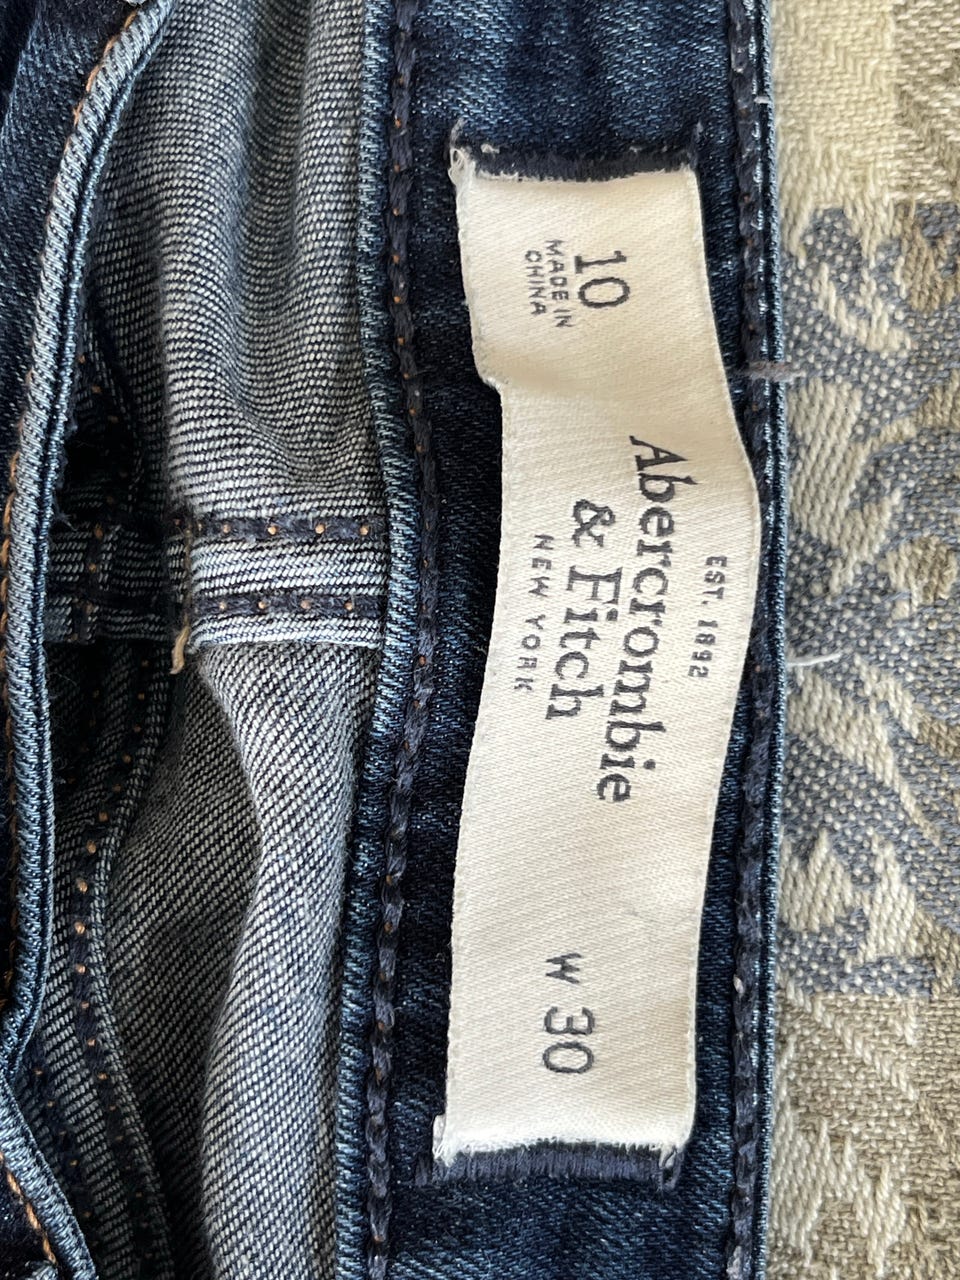 10
MADE IN
CHINA
EST. 1892
Abercrombie
& Fitch
NEW YORK
W 30